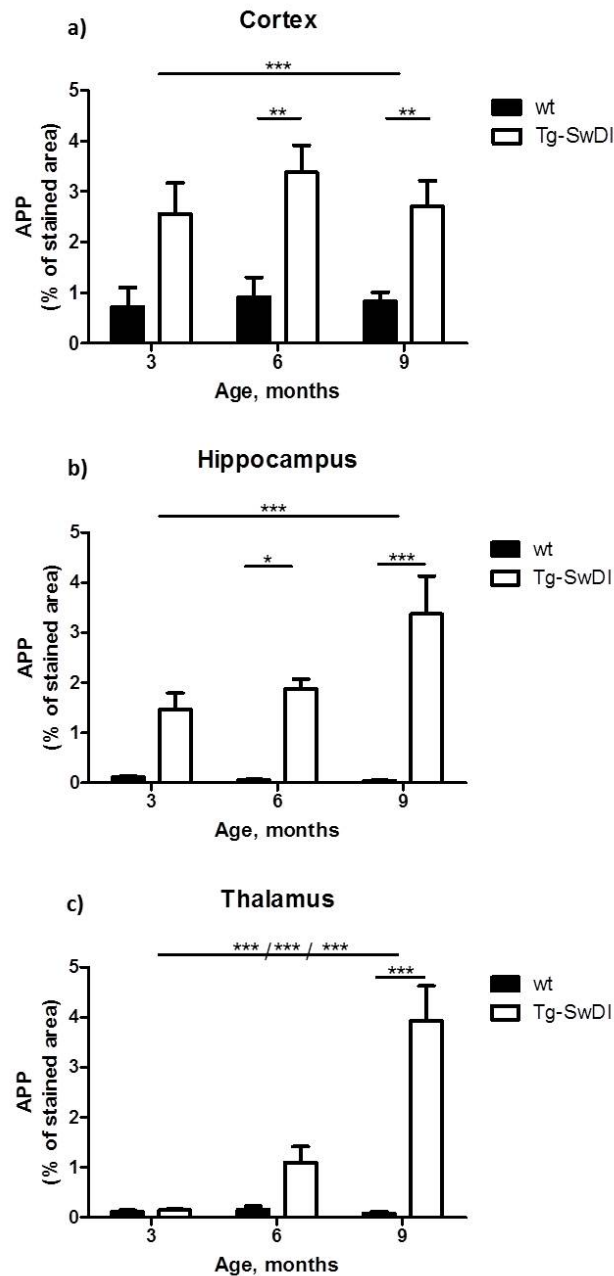 a)
Cortex
***
** **
wt
Tg-SwDI
APP
(% of stained area)
5
4
3
2
1
0
3 6 9
Age, months
b)
Hippocampus
***
* ***
wt
Tg-SwDI
APP
(% of stained area)
5
4
3
2
1
0
3 6 9
Age, months
c)
Thalamus
*** / *** / ***
***
wt
Tg-SwDI
APP
(% of stained area)
5
4
3
2
1
0
3 6 9
Age, months